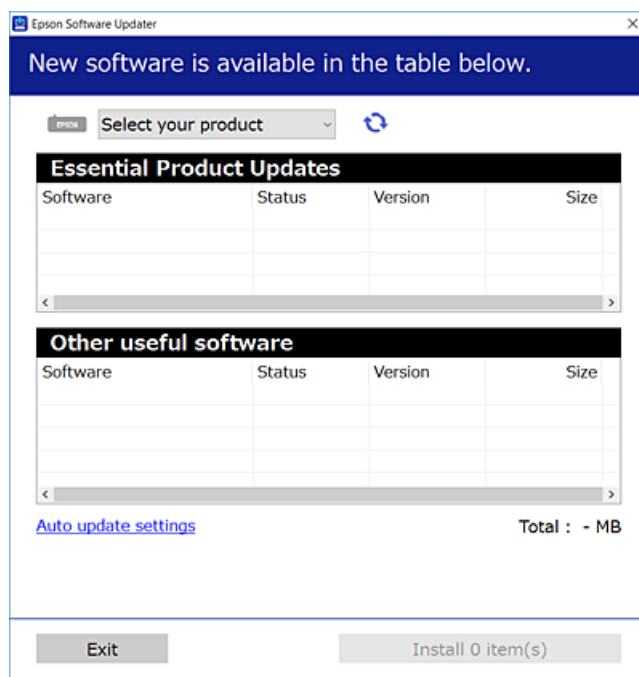 Epson Software Updater
New software is available in the table below.
EPSON Select your product
Essential Product Updates
Software Status Version Size
Other useful software
Software Status Version Size
Auto update settings Total : - MB
Exit Install 0 item(s)